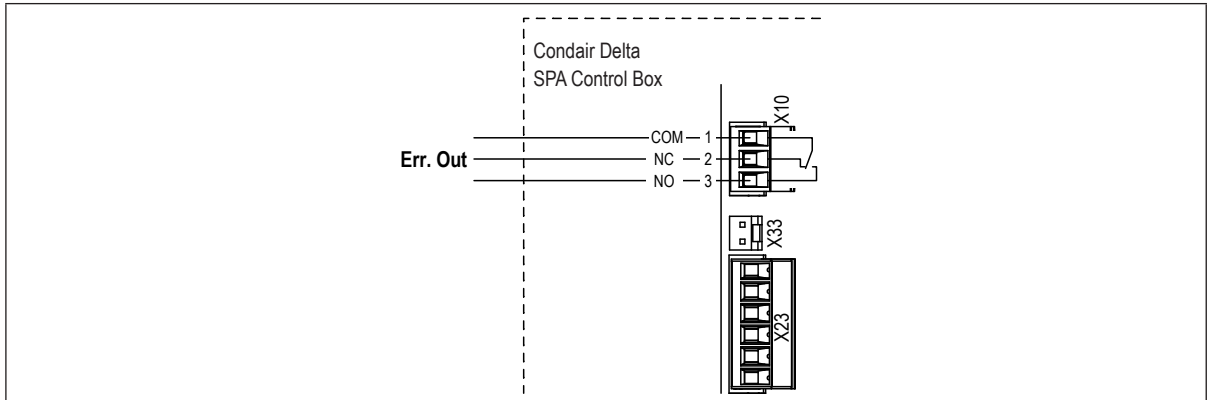 Condair Delta
SPA Control Box
X10
COM 1
Err. Out NC 2
NO 3
X33
X23